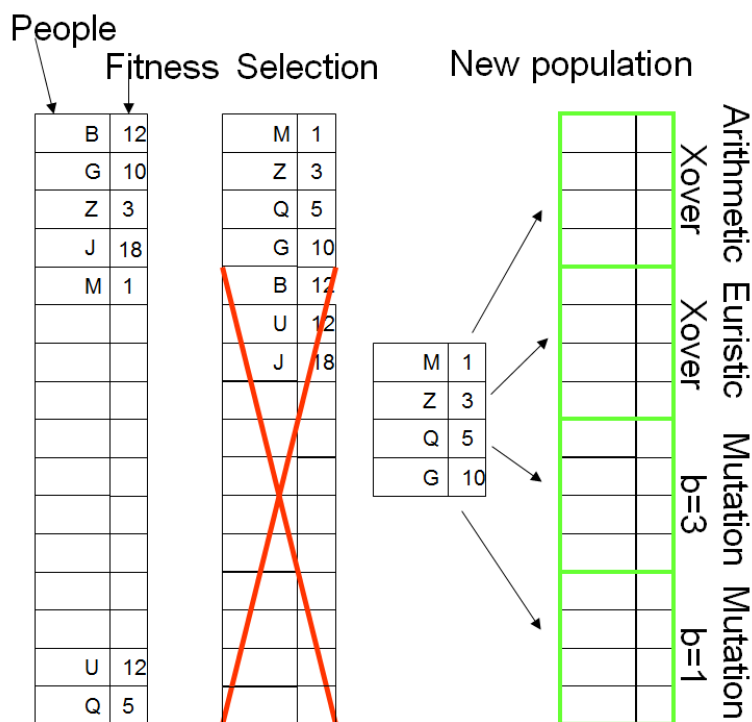 People
Fitness Selection
New population
B 12
G 10
Z 3
J 18
M 1
U 12
Q 5
M 1
Z 3
Q 5
G 10
B 12
U 12
J 18
M 1
Z 3
Q 5
G 10
Arithmetic
Xover
Euristic
Xover
Mutation
b=3
Mutation
b=1